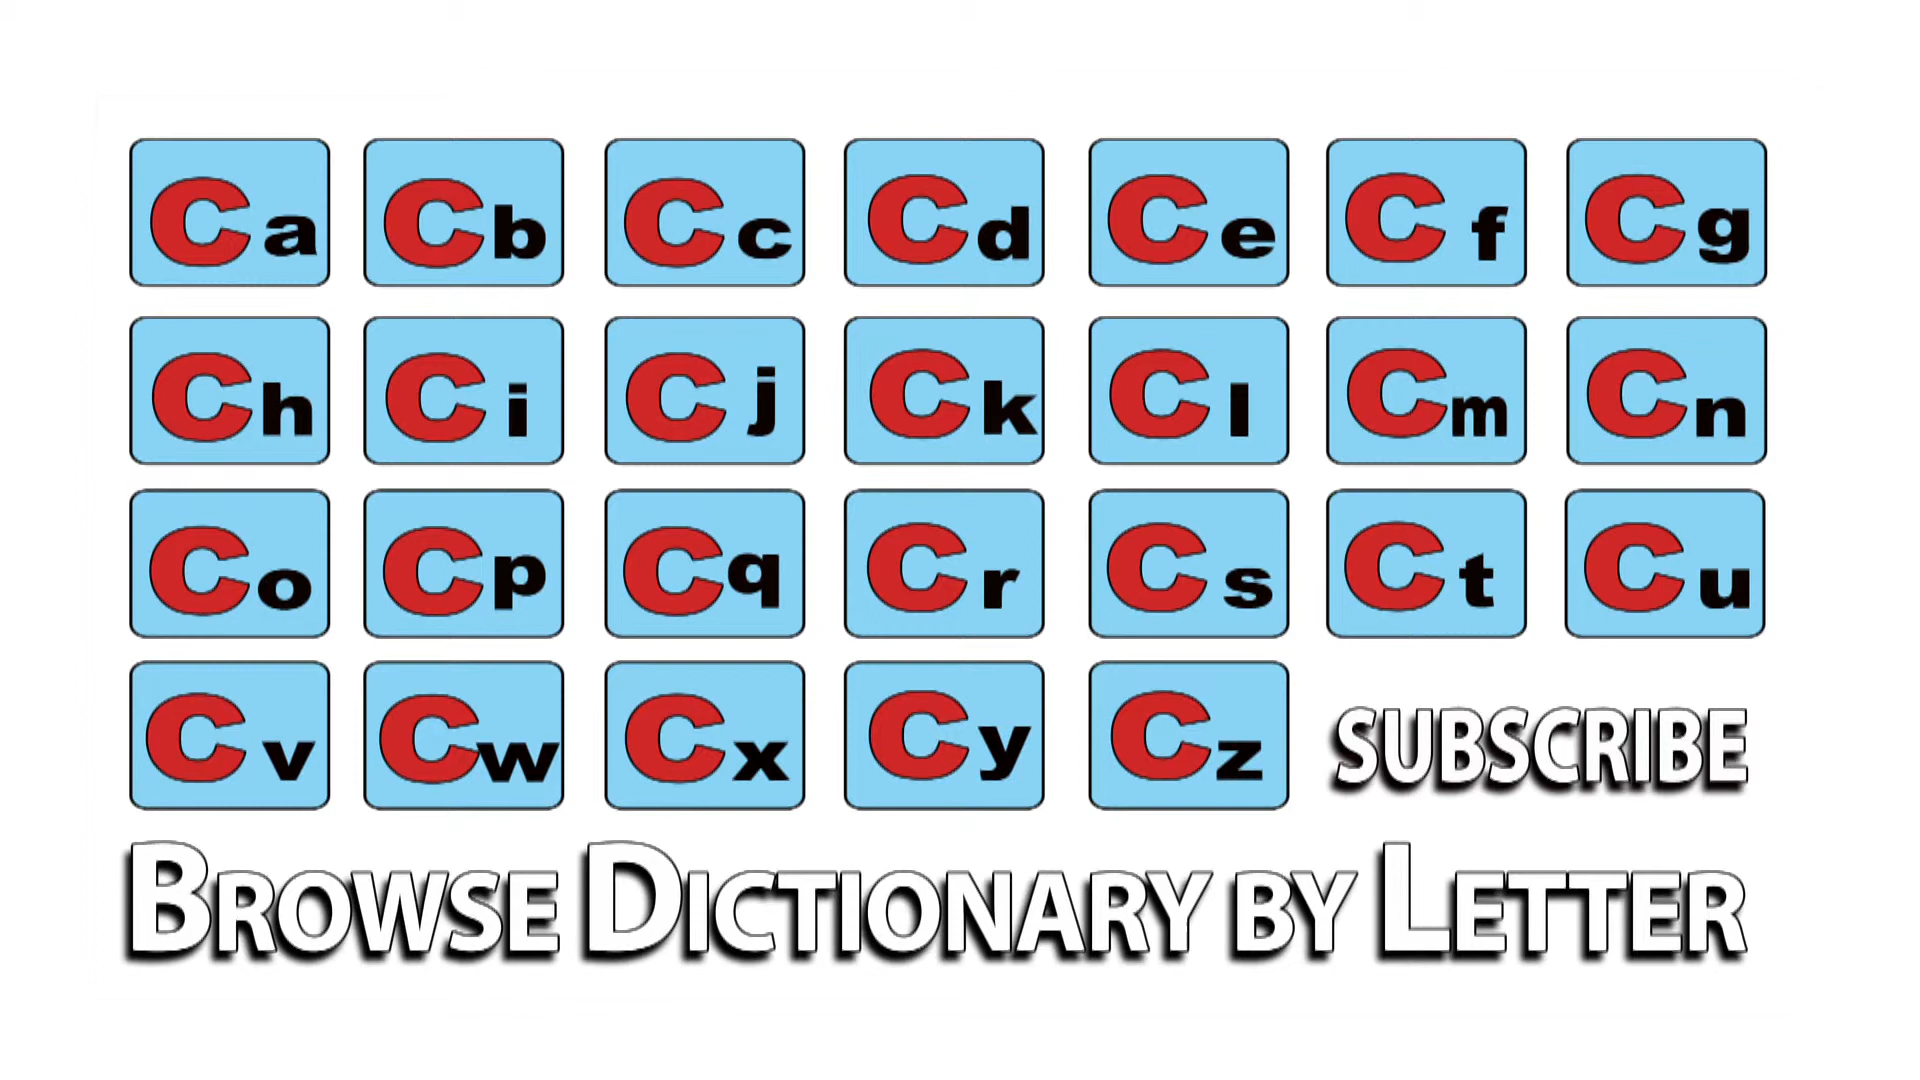 Ca Cb Cc Cd Ce Cf Cg
Ch Ci Cj Ck Cl Cm Cn
Co Cp Cq Cr Cs Ct Cu
Cv Cw Cx Cy Cz SUBSCRIBE
BROWSE DICTIONARY BY LETTER